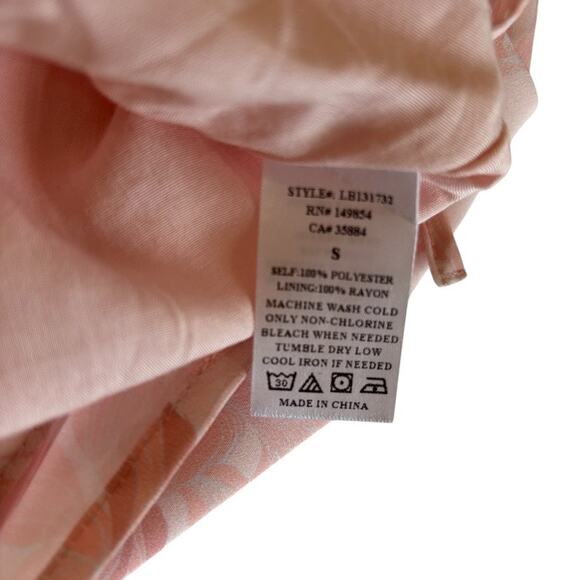 STYLE#: LB131732
RN# 149854
CA# 35884
S
SELF:100% POLYESTER
LINING:100% RAYON
MACHINE WASH COLD
ONLY NON-CHLORINE
BLEACH WHEN NEEDED
TUMBLE DRY LOW
COOL IRON IF NEEDED
30
MADE IN CHINA